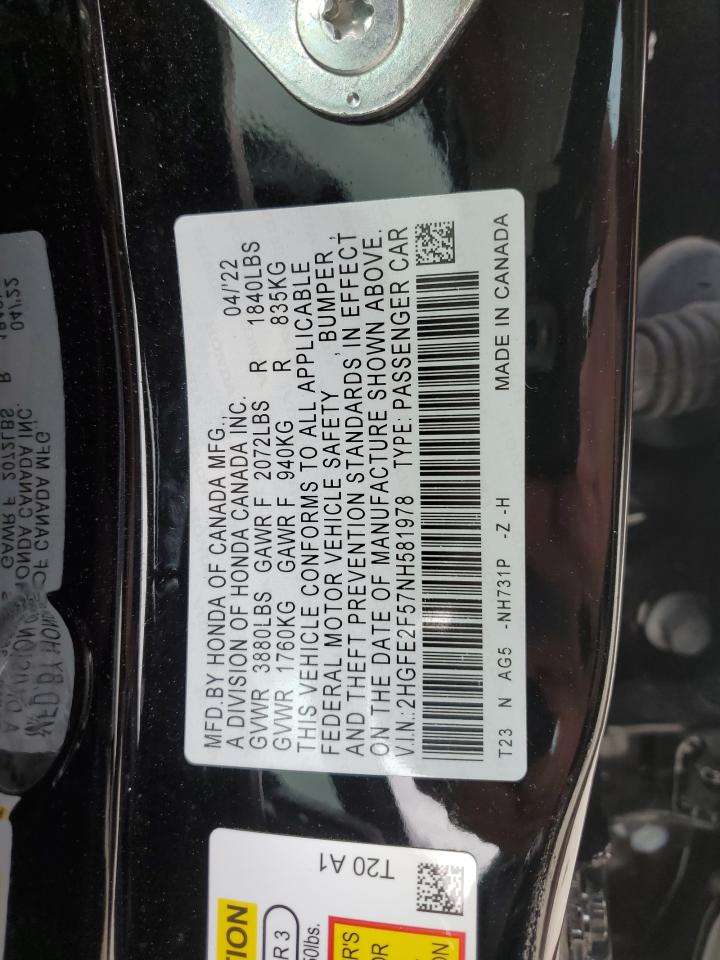 MFD.BY HONDA OF CANADA MFG.,
A DIVISION OF HONDA CANADA INC. 04/'22
GVWR 3880LBS GAWR F 2072LBS R 1840LBS
GVWR 1760KG GAWR F 940KG R 835KG
THIS VEHICLE CONFORMS TO ALL APPLICABLE
FEDERAL MOTOR VEHICLE SAFETY , BUMPER ,
AND THEFT PREVENTION STANDARDS IN EFFECT
ON THE DATE OF MANUFACTURE SHOWN ABOVE.
V.I.N.:2HGFE2F57NH581978 TYPE: PASSENGER CAR
T23 N AG5 -NH731P -Z -H MADE IN CANADA
T20 A1